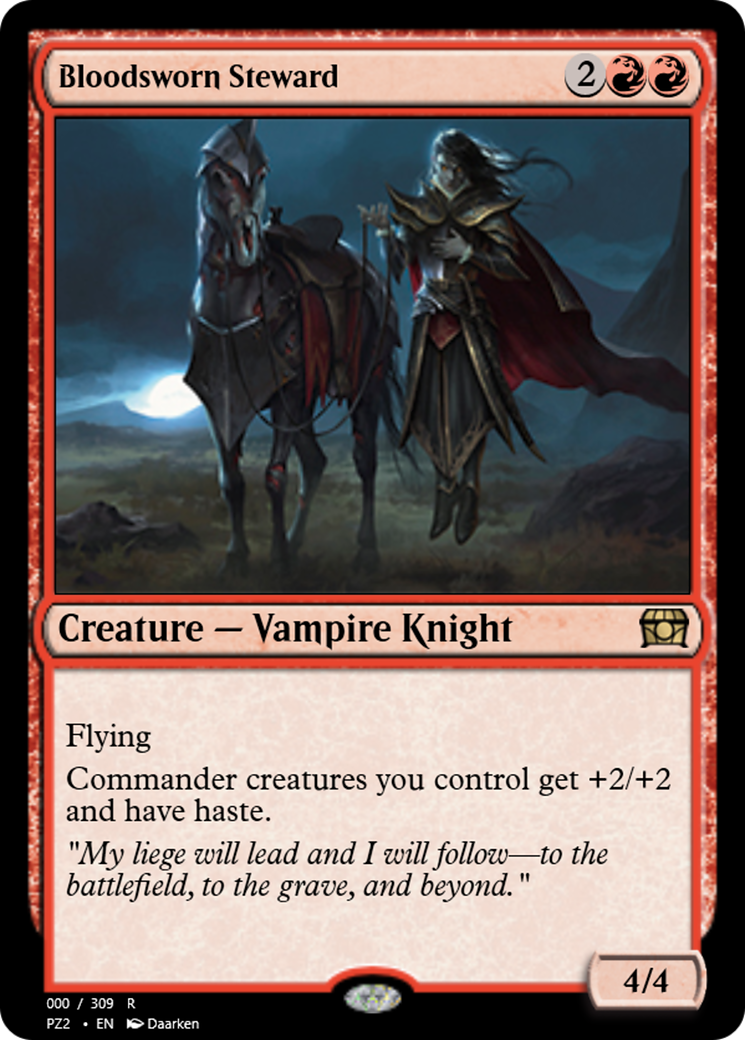 Bloodsworn Steward 2
Creature — Vampire Knight
Flying
Commander creatures you control get +2/+2
and have haste.
"My liege will lead and I will follow—to the
battlefield, to the grave, and beyond."
4/4
000 / 309 R
PZ2 • EN Daarken